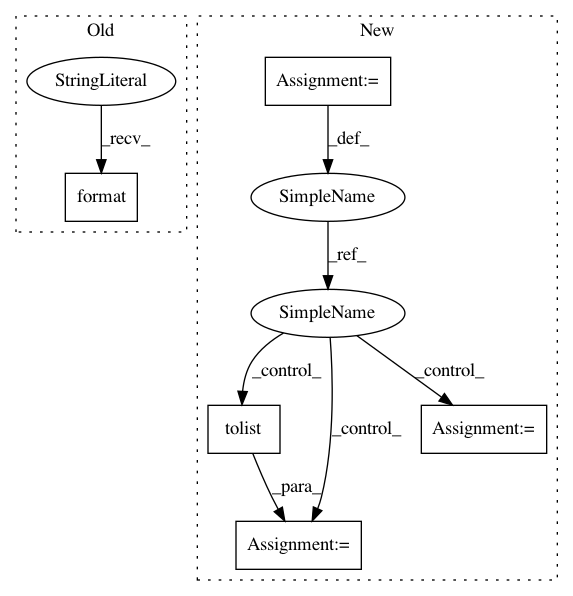 Old
New
StringLiteral
Assignment:=
_recv_
_def_
format
SimpleName
_ref_
SimpleName
_control_
_control_
_control_
tolist
Assignment:=
_para_
Assignment:=